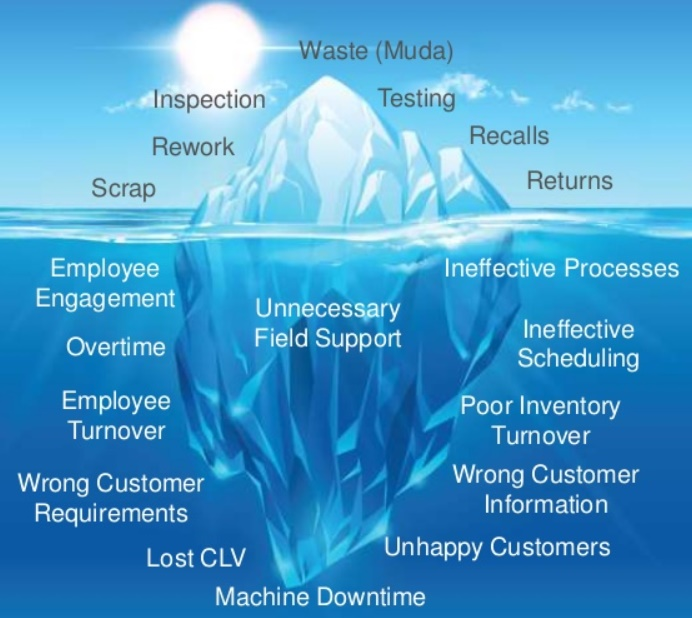 Waste (Muda)
Inspection
Testing
Rework
Recalls
Scrap
Returns
Employee
Engagement
Ineffective Processes
Unnecessary
Field Support
Overtime
Ineffective
Scheduling
Employee
Turnover
Poor Inventory
Turnover
Wrong Customer
Requirements
Wrong Customer
Information
Lost CLV
Unhappy Customers
Machine Downtime